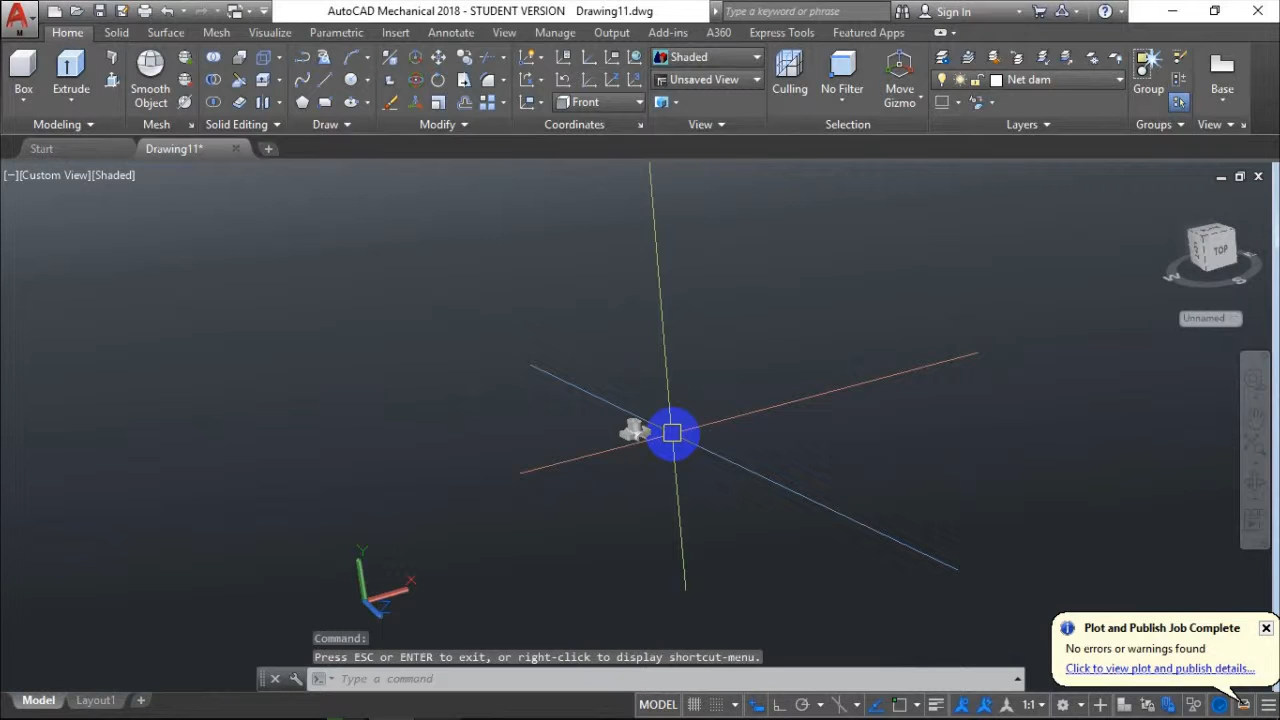 AutoCAD Mechanical 2018 - STUDENT VERSION Drawing11.dwg
Type a keyword or phrase
Sign In
M
Home Solid Surface Mesh Visualize Parametric Insert Annotate View Manage Output Add-ins A360 Express Tools Featured Apps
Box
Extrude
Smooth Object
Shaded
Unsaved View
Front
Culling
No Filter
Move Gizmo
Net dam
Group
Base
Modeling Mesh Solid Editing Draw Modify Coordinates View Selection Layers Groups View
Start Drawing11*
[−][Custom View][Shaded]
TOP
W
S
Unnamed
Y
X
Z
Command:
Press ESC or ENTER to exit, or right-click to display shortcut-menu.
Type a command
Plot and Publish Job Complete
No errors or warnings found
Click to view plot and publish details...
Model Layout1
MODEL
1:1